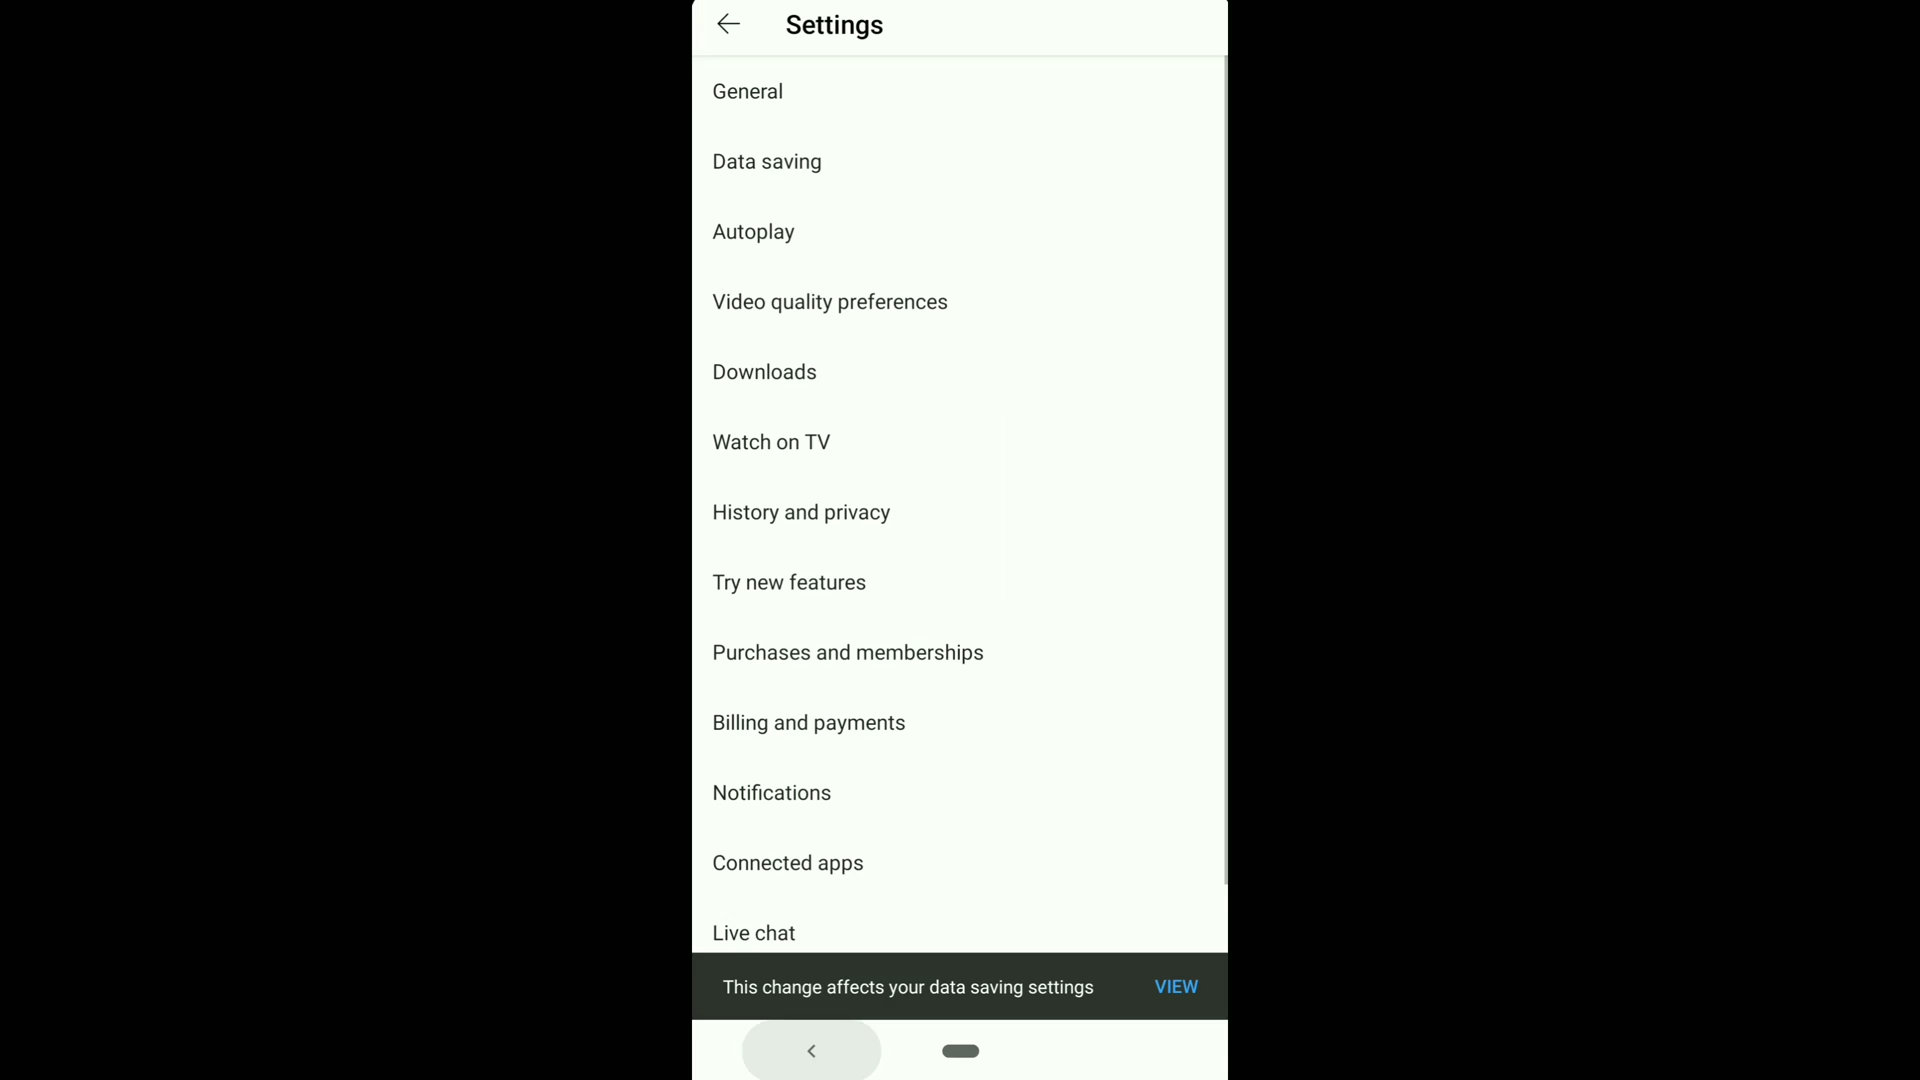 Settings
General
Data saving
Autoplay
Video quality preferences
Downloads
Watch on TV
History and privacy
Try new features
Purchases and memberships
Billing and payments
Notifications
Connected apps
Live chat
This change affects your data saving settings VIEW